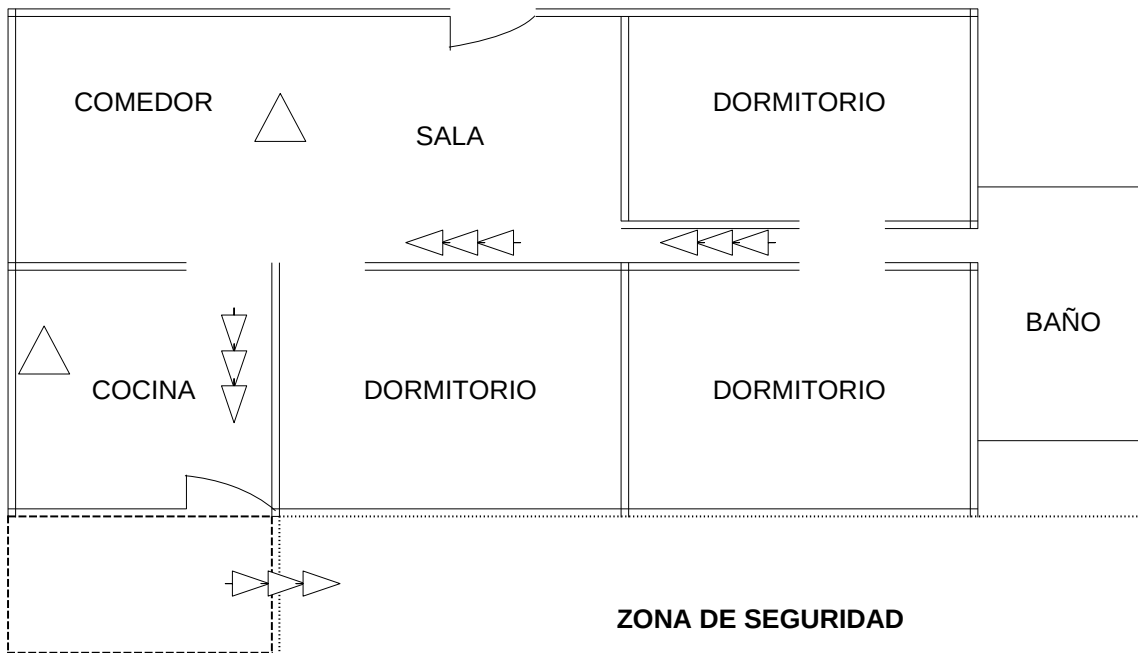 COMEDOR
DORMITORIO
SALA
BAÑO
COCINA
DORMITORIO
DORMITORIO
ZONA DE SEGURIDAD